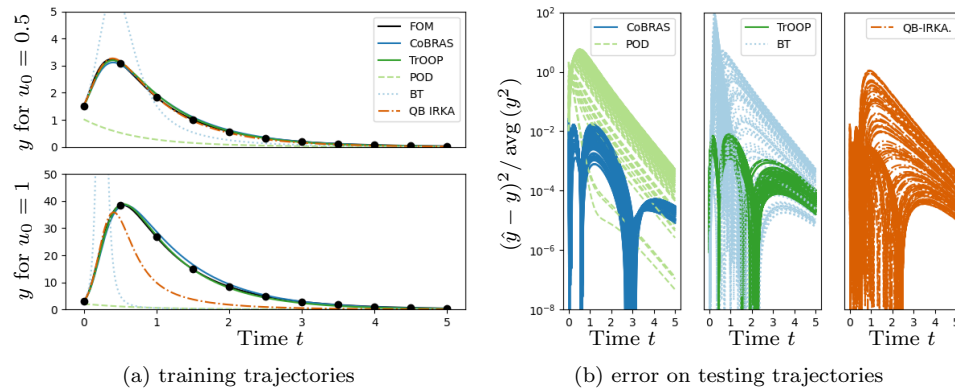 y for u₀ = 0.5
5
4
3
2
1
0
FOM
CoBRAS
TrOOP
POD
BT
QB IRKA
y for u₀ = 1
50
40
30
20
10
0
0 1 2 3 4 5
Time t
(a) training trajectories
(ŷ − y)² / avg (y²)
10²
10⁰
10⁻²
10⁻⁴
10⁻⁶
10⁻⁸
CoBRAS
POD
0 1 2 3 4 5
Time t
TrOOP
BT
0 1 2 3 4 5
Time t
QB-IRKA.
0 1 2 3 4 5
Time t
(b) error on testing trajectories